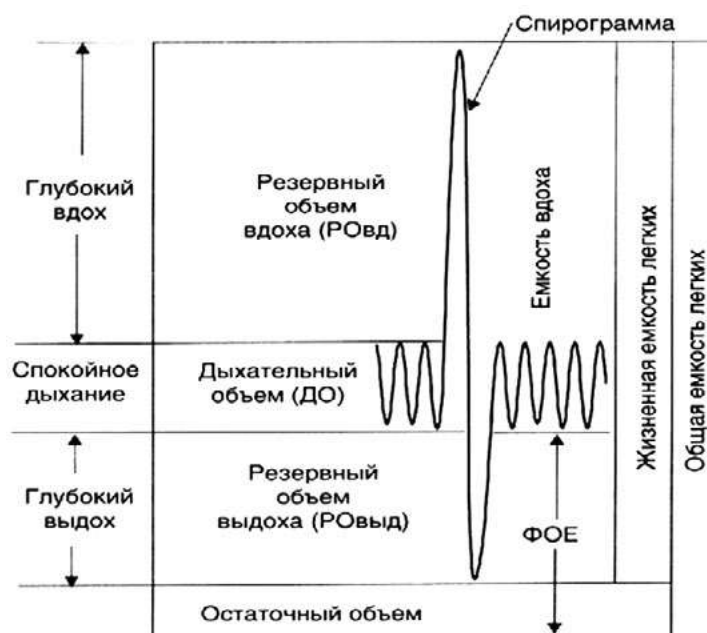 Спирограмма
Глубокий
вдох
Резервный
объем
вдоха (РОвд)
Емкость вдоха
Жизненная емкость легких
Общая емкость легких
Спокойное
дыхание
Дыхательный
объем (ДО)
Глубокий
выдох
Резервный
объем
выдоха (РОвыд)
ФОЕ
Остаточный объем